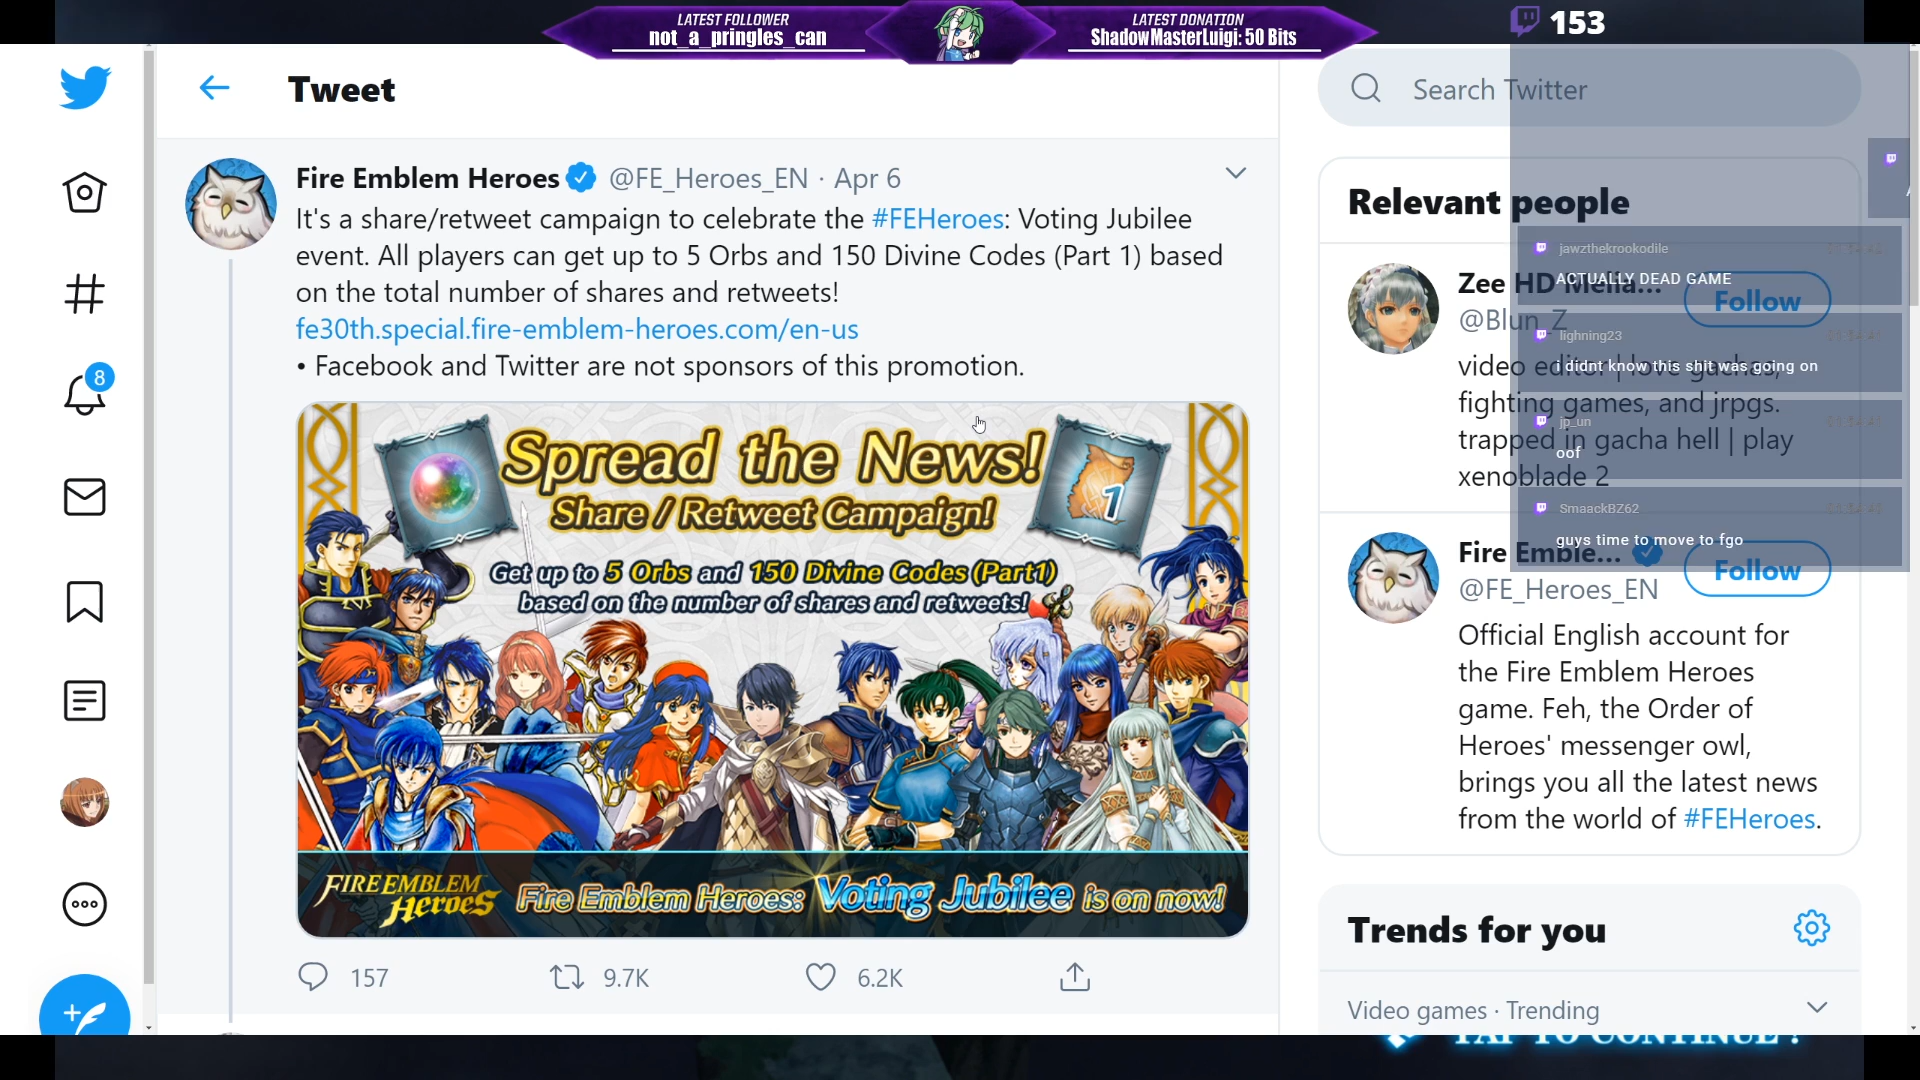 LATEST FOLLOWER
not_a_pringles_can
LATEST DONATION
ShadowMasterLuigi: 50 Bits
153
Tweet
Search Twitter
Fire Emblem Heroes @FE_Heroes_EN · Apr 6
It's a share/retweet campaign to celebrate the #FEHeroes: Voting Jubilee
event. All players can get up to 5 Orbs and 150 Divine Codes (Part 1) based
on the total number of shares and retweets!
fe30th.special.fire-emblem-heroes.com/en-us
• Facebook and Twitter are not sponsors of this promotion.
8
Spread the News!
Share / Retweet Campaign!
1
Get up to 5 Orbs and 150 Divine Codes (Part1)
based on the number of shares and retweets!
FIRE EMBLEM
Heroes
Fire Emblem Heroes: Voting Jubilee is on now!
157
9.7K
6.2K
Relevant people
Zee HD
@Blun_Z
Follow
video editor | love gachas,
fighting games, and jrpgs.
trapped in gacha hell | play
xenoblade 2
Fire Emble...
@FE_Heroes_EN
Follow
Official English account for
the Fire Emblem Heroes
game. Feh, the Order of
Heroes' messenger owl,
brings you all the latest news
from the world of #FEHeroes.
jawzthekrookodile
ACTUALLY DEAD GAME
lighning23
i didnt know this shit was going on
jp_un
oof
SmaackBZ62
guys time to move to fgo
Trends for you
Video games · Trending
TAP TO CONTINUE !